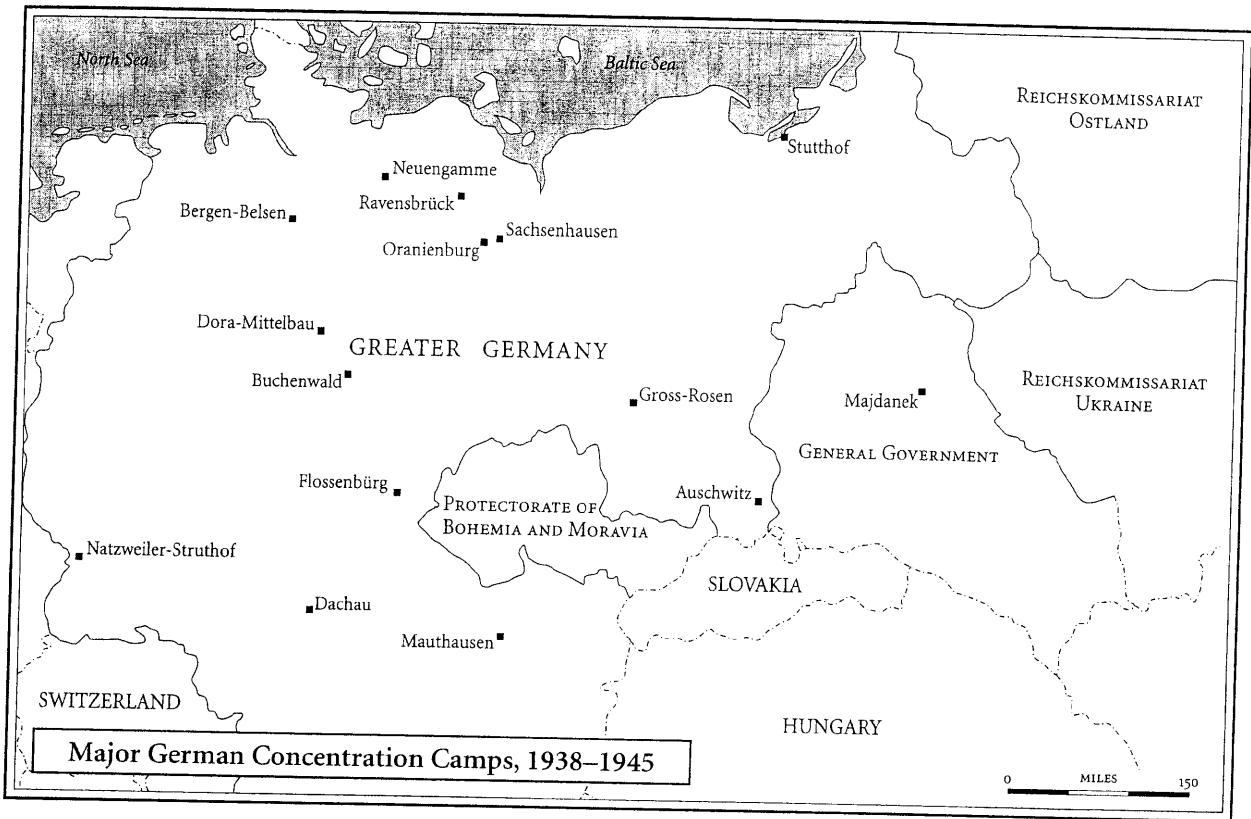 North Sea
Baltic Sea
REICHSKOMMISSARIAT
OSTLAND
Stutthof
Neuengamme
Ravensbrück
Bergen-Belsen
Sachsenhausen
Oranienburg
Dora-Mittelbau
GREATER GERMANY
Buchenwald
Gross-Rosen
Majdanek
REICHSKOMMISSARIAT
UKRAINE
GENERAL GOVERNMENT
Flossenbürg
Auschwitz
PROTECTORATE OF
BOHEMIA AND MORAVIA
Natzweiler-Struthof
SLOVAKIA
Dachau
Mauthausen
SWITZERLAND
HUNGARY
Major German Concentration Camps, 1938–1945
0 MILES 150